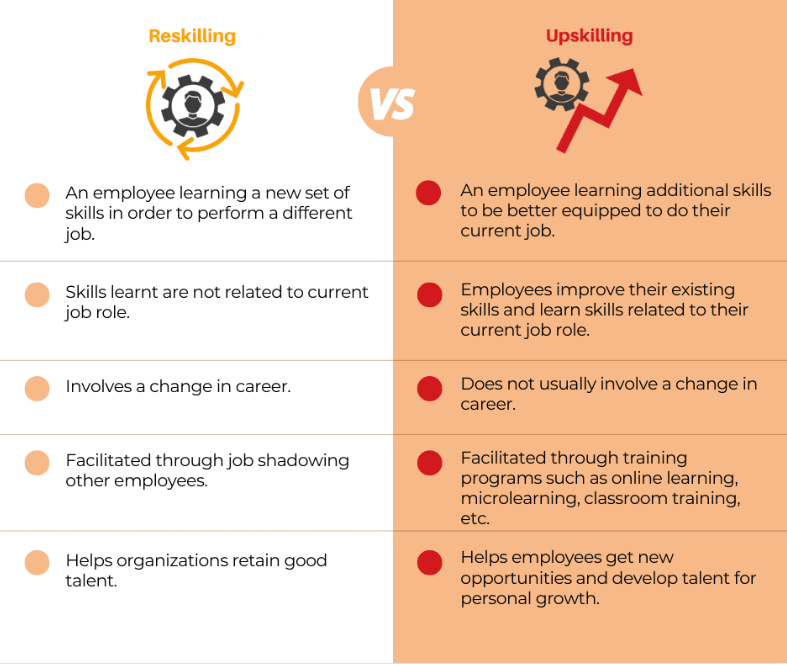 Reskilling
Upskilling
VS
An employee learning a new set of
skills in order to perform a different
job.
An employee learning additional skills
to be better equipped to do their
current job.
Skills learnt are not related to current
job role.
Employees improve their existing
skills and learn skills related to their
current job role.
Involves a change in career.
Does not usually involve a change in
career.
Facilitated through job shadowing
other employees.
Facilitated through training
programs such as online learning,
microlearning, classroom training,
etc.
Helps organizations retain good
talent.
Helps employees get new
opportunities and develop talent for
personal growth.